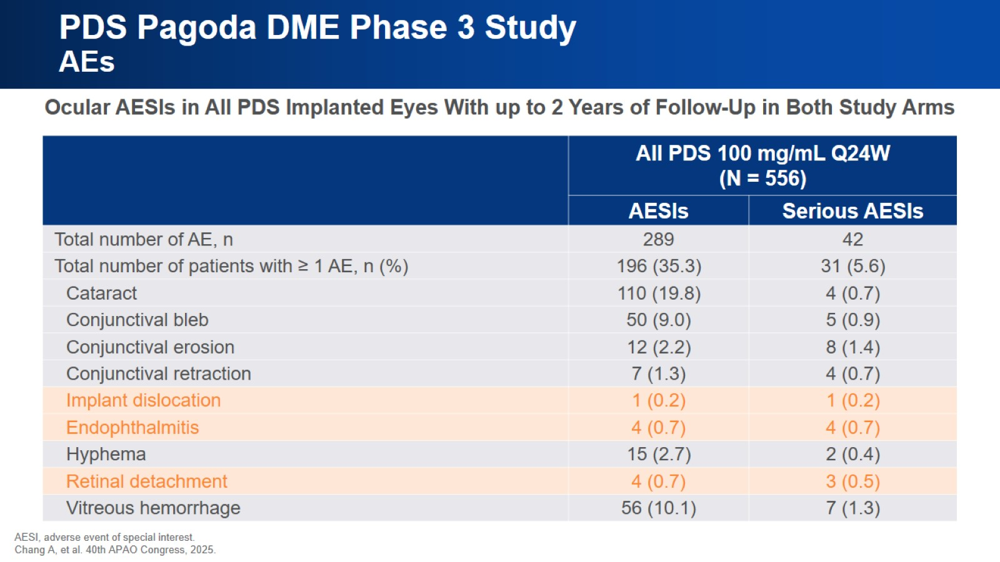 PDS Pagoda DME Phase 3 Study
AEs
Ocular AESIs in All PDS Implanted Eyes With up to 2 Years of Follow-Up in Both Study Arms
All PDS 100 mg/mL Q24W
(N = 556)
AESIs Serious AESIs
Total number of AE, n 289 42
Total number of patients with ≥ 1 AE, n (%) 196 (35.3) 31 (5.6)
Cataract 110 (19.8) 4 (0.7)
Conjunctival bleb 50 (9.0) 5 (0.9)
Conjunctival erosion 12 (2.2) 8 (1.4)
Conjunctival retraction 7 (1.3) 4 (0.7)
Implant dislocation 1 (0.2) 1 (0.2)
Endophthalmitis 4 (0.7) 4 (0.7)
Hyphema 15 (2.7) 2 (0.4)
Retinal detachment 4 (0.7) 3 (0.5)
Vitreous hemorrhage 56 (10.1) 7 (1.3)
AESI, adverse event of special interest.
Chang A, et al. 40th APAO Congress, 2025.